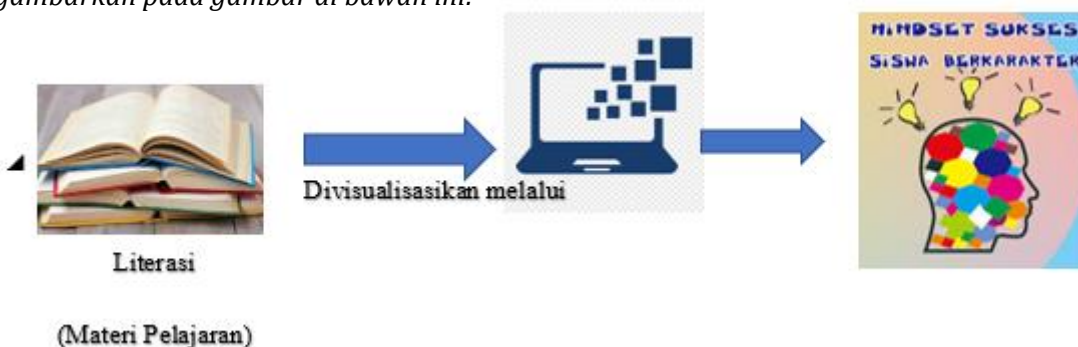 gambarkan pada gambar di bawah ini:
MINDSET SUKSES
SISWA BERKARAKTER
Divisualisasikan melalui
Literasi
(Materi Pelajaran)